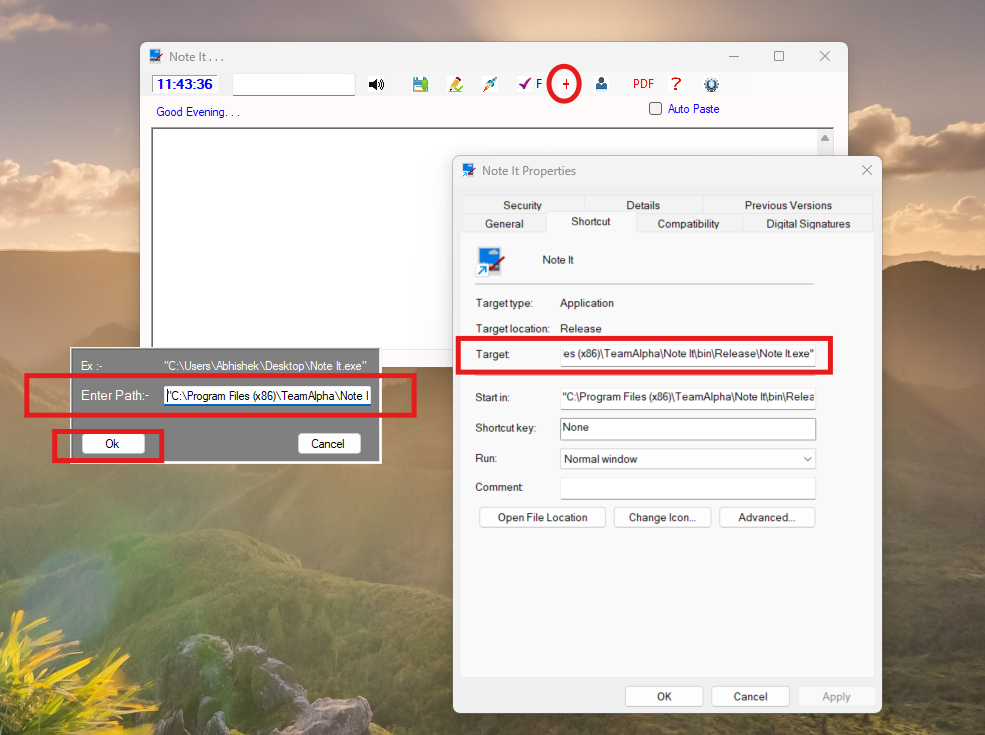 Note It . . .
11:43:36
F
+
PDF
?
Good Evening. . .
Auto Paste
Note It Properties
Security Details Previous Versions
General Shortcut Compatibility Digital Signatures
Note It
Target type: Application
Target location: Release
Target: es (x86)\TeamAlpha\Note It\bin\Release\Note It.exe"
Start in: "C:\Program Files (x86)\TeamAlpha\Note It\bin\Relea
Shortcut key: None
Run: Normal window
Comment:
Open File Location Change Icon... Advanced...
OK Cancel Apply
Ex :- "C:\Users\Abhishek\Desktop\Note It.exe"
Enter Path:- "C:\Program Files (x86)\TeamAlpha\Note I
Ok Cancel